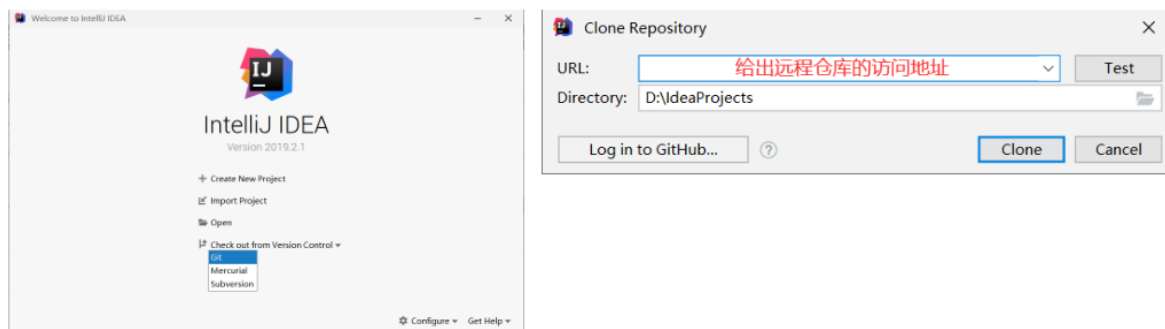 Welcome to IntelliJ IDEA
IJ
IntelliJ IDEA
Version 2019.2.1
Create New Project
Import Project
Open
Check out from Version Control
Git
Mercurial
Subversion
Configure
Get Help
Clone Repository
URL: 给出远程仓库的访问地址 Test
Directory: D:\IdeaProjects
Log in to GitHub... ? Clone Cancel